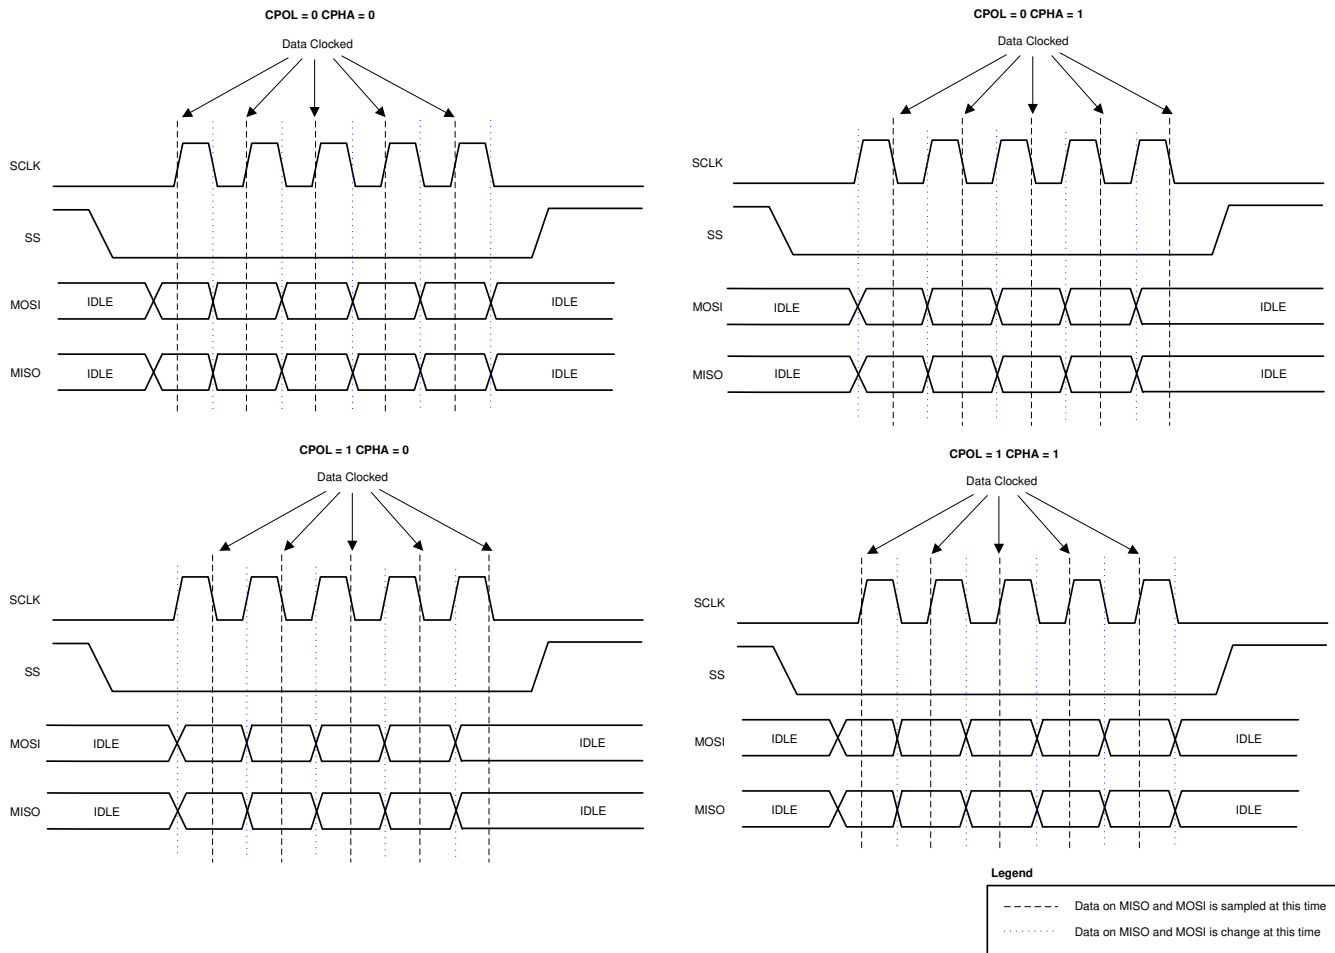 CPOL = 0 CPHA = 0
Data Clocked
SCLK
SS
MOSI
IDLE
IDLE
MISO
IDLE
IDLE
CPOL = 0 CPHA = 1
Data Clocked
SCLK
SS
MOSI
IDLE
IDLE
MISO
IDLE
IDLE
CPOL = 1 CPHA = 0
Data Clocked
SCLK
SS
MOSI
IDLE
IDLE
MISO
IDLE
IDLE
CPOL = 1 CPHA = 1
Data Clocked
SCLK
SS
MOSI
IDLE
IDLE
MISO
IDLE
IDLE
Legend
Data on MISO and MOSI is sampled at this time
Data on MISO and MOSI is change at this time